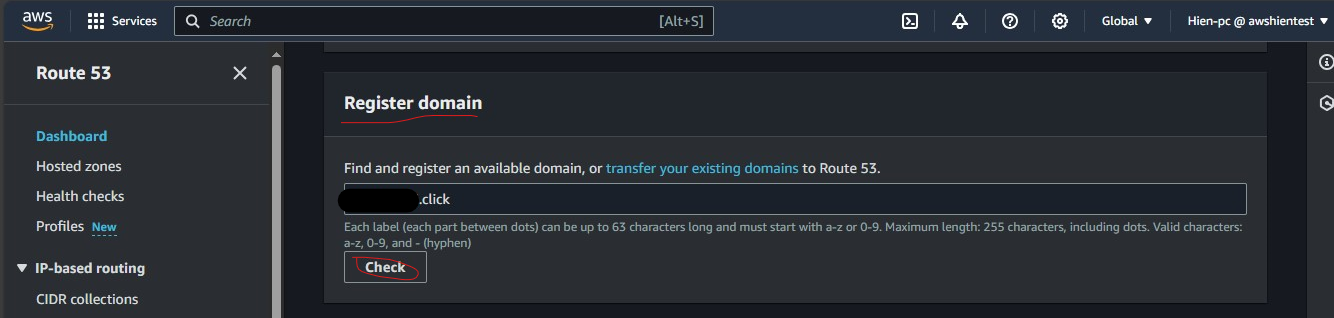 aws Services Search [Alt+S] Global Hien-pc @ awshientest
Route 53
Dashboard
Hosted zones
Health checks
Profiles New
IP-based routing
CIDR collections
Register domain
Find and register an available domain, or transfer your existing domains to Route 53.
.click
Each label (each part between dots) can be up to 63 characters long and must start with a-z or 0-9. Maximum length: 255 characters, including dots. Valid characters:
a-z, 0-9, and - (hyphen)
Check